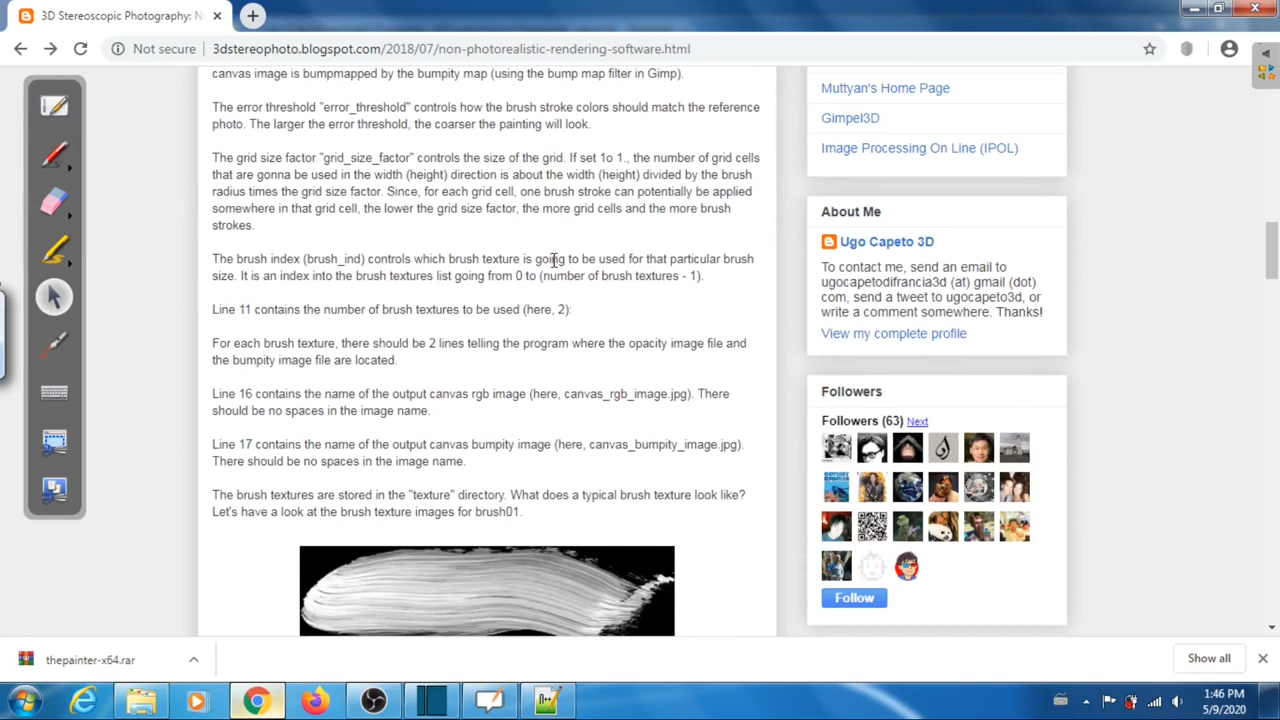 3D Stereoscopic Photography: N
Not secure
3dstereophoto.blogspot.com/2018/07/non-photorealistic-rendering-software.html
canvas image is bumpmapped by the bumpity map (using the bump map filter in Gimp).
The error threshold "error_threshold" controls how the brush stroke colors should match the reference
photo. The larger the error threshold, the coarser the painting will look.
The grid size factor "grid_size_factor" controls the size of the grid. If set 1o 1., the number of grid cells
that are gonna be used in the width (height) direction is about the width (height) divided by the brush
radius times the grid size factor. Since, for each grid cell, one brush stroke can potentially be applied
somewhere in that grid cell, the lower the grid size factor, the more grid cells and the more brush
strokes.
The brush index (brush_ind) controls which brush texture is going to be used for that particular brush
size. It is an index into the brush textures list going from 0 to (number of brush textures - 1).
Line 11 contains the number of brush textures to be used (here, 2):
For each brush texture, there should be 2 lines telling the program where the opacity image file and
the bumpity image file are located.
Line 16 contains the name of the output canvas rgb image (here, canvas_rgb_image.jpg). There
should be no spaces in the image name.
Line 17 contains the name of the output canvas bumpity image (here, canvas_bumpity_image.jpg).
There should be no spaces in the image name.
The brush textures are stored in the "texture" directory. What does a typical brush texture look like?
Let's have a look at the brush texture images for brush01.
Muttyan's Home Page
Gimpel3D
Image Processing On Line (IPOL)
About Me
Ugo Capeto 3D
To contact me, send an email to
ugocapetodifrancia3d (at) gmail (dot)
com, send a tweet to ugocapeto3d, or
write a comment somewhere. Thanks!
View my complete profile
Followers
Followers (63) Next
Follow
thepainter-x64.rar
Show all
1:46 PM
5/9/2020